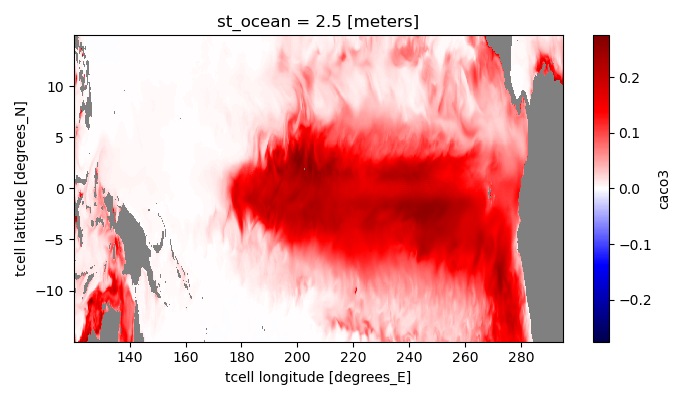 st_ocean = 2.5 [meters]
tcell latitude [degrees_N]
10
5
0
−5
−10
140 160 180 200 220 240 260 280
tcell longitude [degrees_E]
0.2
0.1
0.0
−0.1
−0.2
caco3